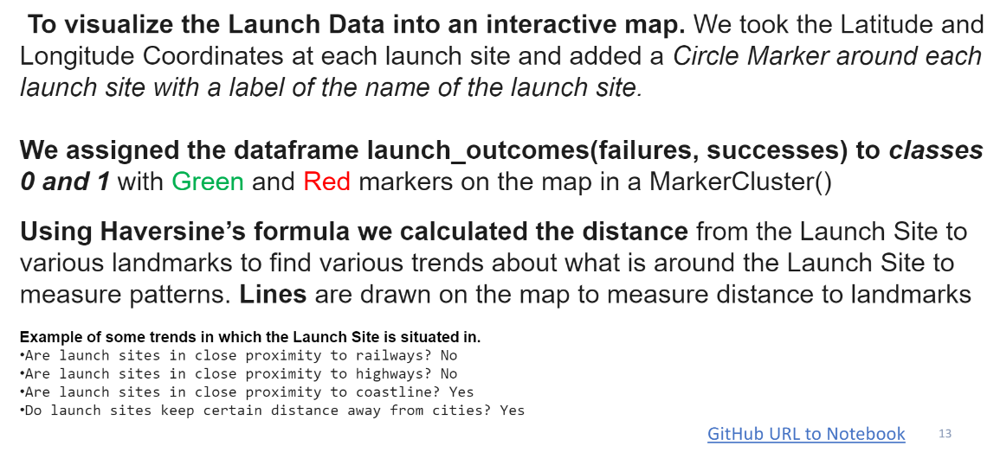 To visualize the Launch Data into an interactive map. We took the Latitude and
Longitude Coordinates at each launch site and added a Circle Marker around each
launch site with a label of the name of the launch site.
We assigned the dataframe launch_outcomes(failures, successes) to classes
0 and 1 with Green and Red markers on the map in a MarkerCluster()
Using Haversine’s formula we calculated the distance from the Launch Site to
various landmarks to find various trends about what is around the Launch Site to
measure patterns. Lines are drawn on the map to measure distance to landmarks
Example of some trends in which the Launch Site is situated in.
•Are launch sites in close proximity to railways? No
•Are launch sites in close proximity to highways? No
•Are launch sites in close proximity to coastline? Yes
•Do launch sites keep certain distance away from cities? Yes
GitHub URL to Notebook 13